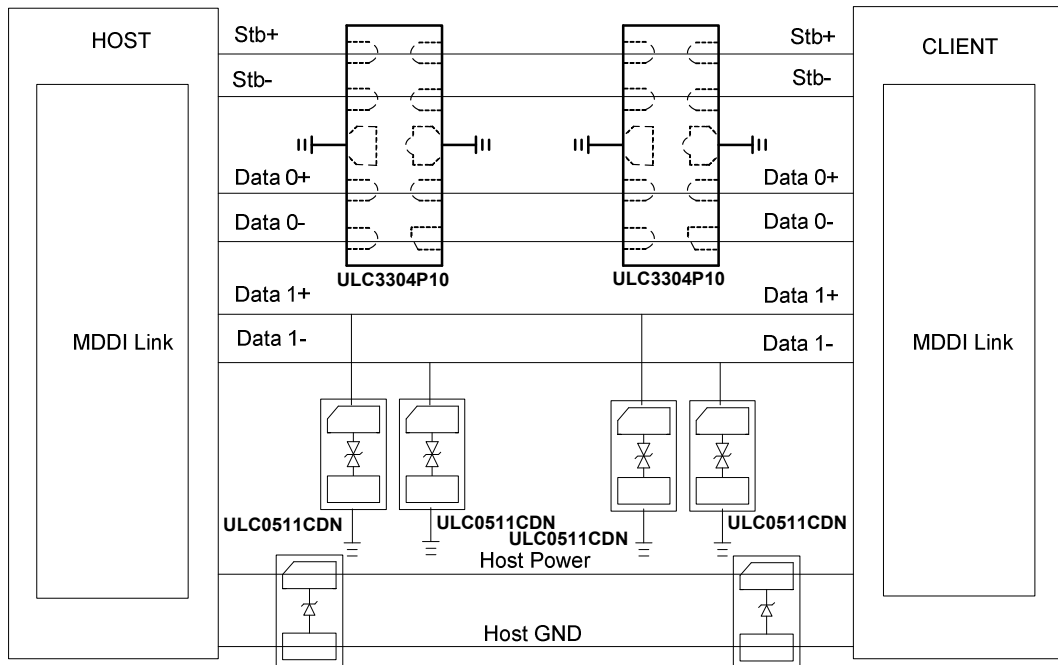 HOST
CLIENT
Stb+
Stb+
Stb-
Stb-
Data 0+
Data 0+
Data 0-
Data 0-
ULC3304P10
ULC3304P10
Data 1+
Data 1+
Data 1-
Data 1-
MDDI Link
MDDI Link
ULC0511CDN
ULC0511CDN
ULC0511CDN
ULC0511CDN
Host Power
Host GND